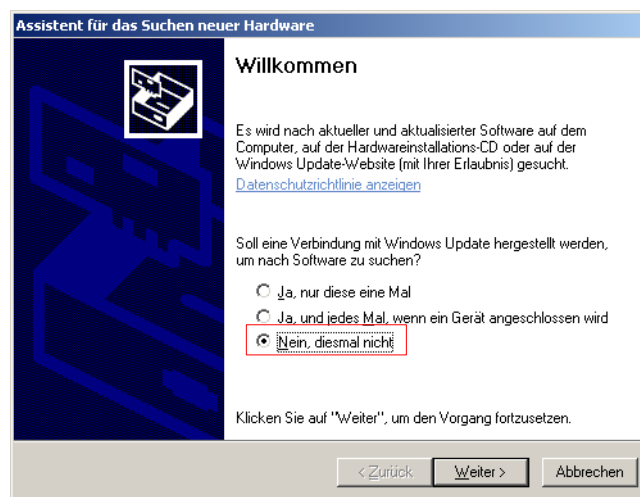 Assistent für das Suchen neuer Hardware
Willkommen
Es wird nach aktueller und aktualisierter Software auf dem
Computer, auf der Hardwareinstallations-CD oder auf der
Windows Update-Website (mit Ihrer Erlaubnis) gesucht.
Datenschutzrichtlinie anzeigen
Soll eine Verbindung mit Windows Update hergestellt werden,
um nach Software zu suchen?
Ja, nur diese eine Mal
Ja, und jedes Mal, wenn ein Gerät angeschlossen wird
Nein, diesmal nicht
Klicken Sie auf "Weiter", um den Vorgang fortzusetzen.
< Zurück Weiter > Abbrechen